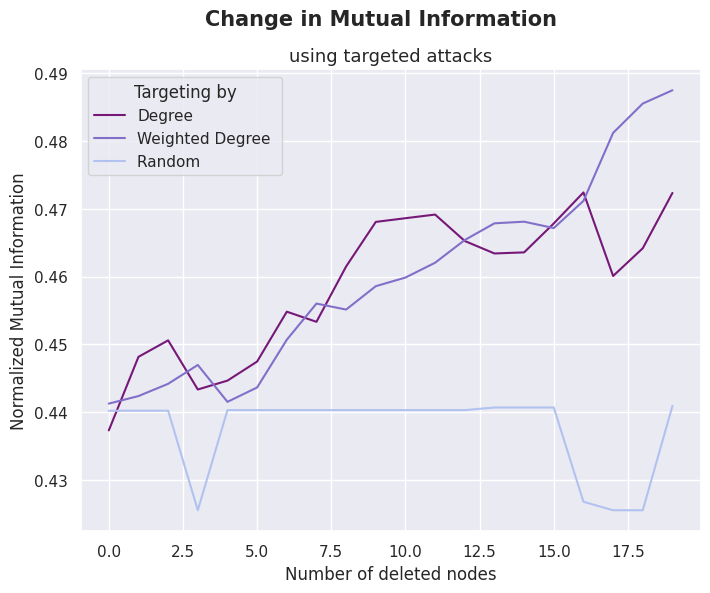 Change in Mutual Information
using targeted attacks
Targeting by
Degree
Weighted Degree
Random
Normalized Mutual Information
0.49
0.48
0.47
0.46
0.45
0.44
0.43
0.0 2.5 5.0 7.5 10.0 12.5 15.0 17.5
Number of deleted nodes